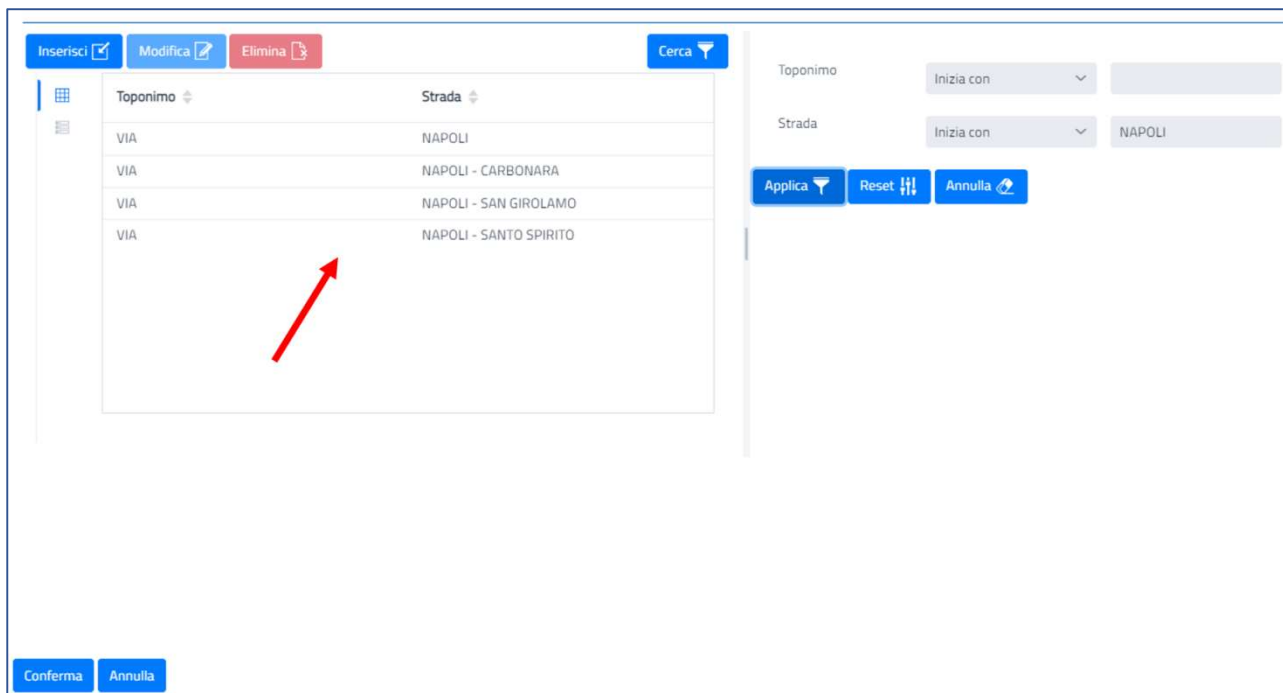 Inserisci Modifica Elimina Cerca
Toponimo Strada
VIA NAPOLI
VIA NAPOLI - CARBONARA
VIA NAPOLI - SAN GIROLAMO
VIA NAPOLI - SANTO SPIRITO
Toponimo Inizia con
Strada Inizia con NAPOLI
Applica Reset Annulla
Conferma Annulla